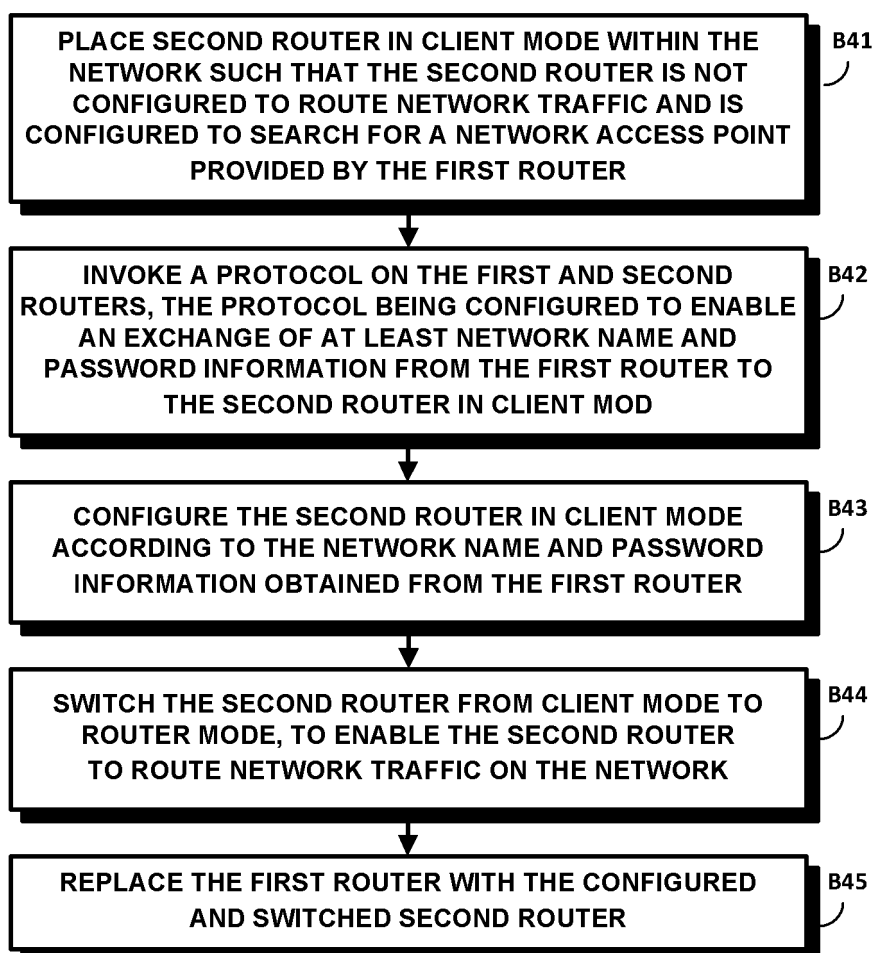 PLACE SECOND ROUTER IN CLIENT MODE WITHIN THE
NETWORK SUCH THAT THE SECOND ROUTER IS NOT
CONFIGURED TO ROUTE NETWORK TRAFFIC AND IS
CONFIGURED TO SEARCH FOR A NETWORK ACCESS POINT
PROVIDED BY THE FIRST ROUTER
B41
INVOKE A PROTOCOL ON THE FIRST AND SECOND
ROUTERS, THE PROTOCOL BEING CONFIGURED TO ENABLE
AN EXCHANGE OF AT LEAST NETWORK NAME AND
PASSWORD INFORMATION FROM THE FIRST ROUTER TO
THE SECOND ROUTER IN CLIENT MOD
B42
CONFIGURE THE SECOND ROUTER IN CLIENT MODE
ACCORDING TO THE NETWORK NAME AND PASSWORD
INFORMATION OBTAINED FROM THE FIRST ROUTER
B43
SWITCH THE SECOND ROUTER FROM CLIENT MODE TO
ROUTER MODE, TO ENABLE THE SECOND ROUTER
TO ROUTE NETWORK TRAFFIC ON THE NETWORK
B44
REPLACE THE FIRST ROUTER WITH THE CONFIGURED
AND SWITCHED SECOND ROUTER
B45